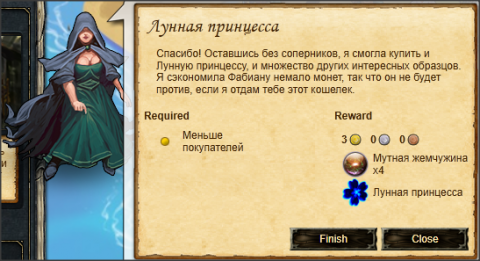 Лунная принцесса
Спасибо! Оставшись без соперников, я смогла купить и
Лунную принцессу, и множество других интересных образцов.
Я сэкономила Фабиану немало монет, так что он не будет
против, если я отдам тебе этот кошелек.
Required
Меньше
покупателей
Reward
3 0 0
Мутная жемчужина
x4
Лунная принцесса
Finish Close